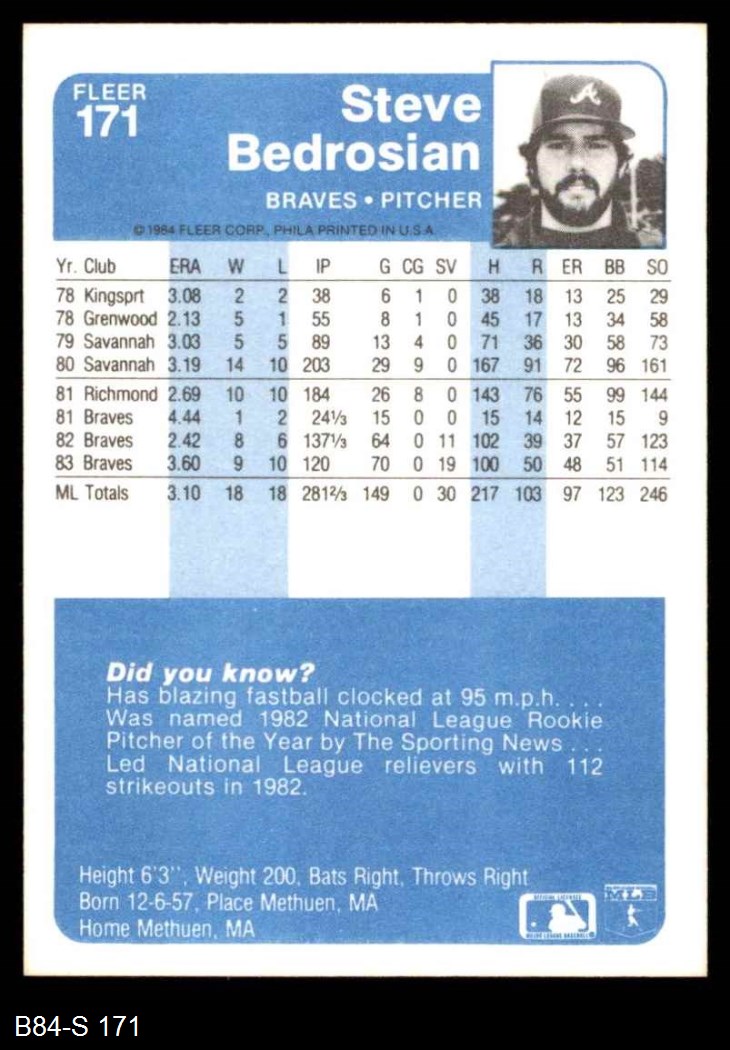 FLEER
171
Steve
Bedrosian
BRAVES • PITCHER
© 1984 FLEER CORP., PHILA PRINTED IN U.S.A.
Yr. Club ERA W L IP G CG SV H R ER BB SO
78 Kingsprt 3.08 2 2 38 6 1 0 38 18 13 25 29
78 Grenwood 2.13 5 1 55 8 1 0 45 17 13 34 58
79 Savannah 3.03 5 5 89 13 4 0 71 36 30 58 73
80 Savannah 3.19 14 10 203 29 9 0 167 91 72 96 161
81 Richmond 2.69 10 10 184 26 8 0 143 76 55 99 144
81 Braves 4.44 1 2 24⅓ 15 0 0 15 14 12 15 9
82 Braves 2.42 8 6 137⅓ 64 0 11 102 39 37 57 123
83 Braves 3.60 9 10 120 70 0 19 100 50 48 51 114
ML Totals 3.10 18 18 281⅔ 149 0 30 217 103 97 123 246
Did you know?
Has blazing fastball clocked at 95 m.p.h. . . .
Was named 1982 National League Rookie
Pitcher of the Year by The Sporting News . . .
Led National League relievers with 112
strikeouts in 1982.
Height 6'3'', Weight 200, Bats Right, Throws Right
Born 12-6-57, Place Methuen, MA
Home Methuen, MA
B84-S 171